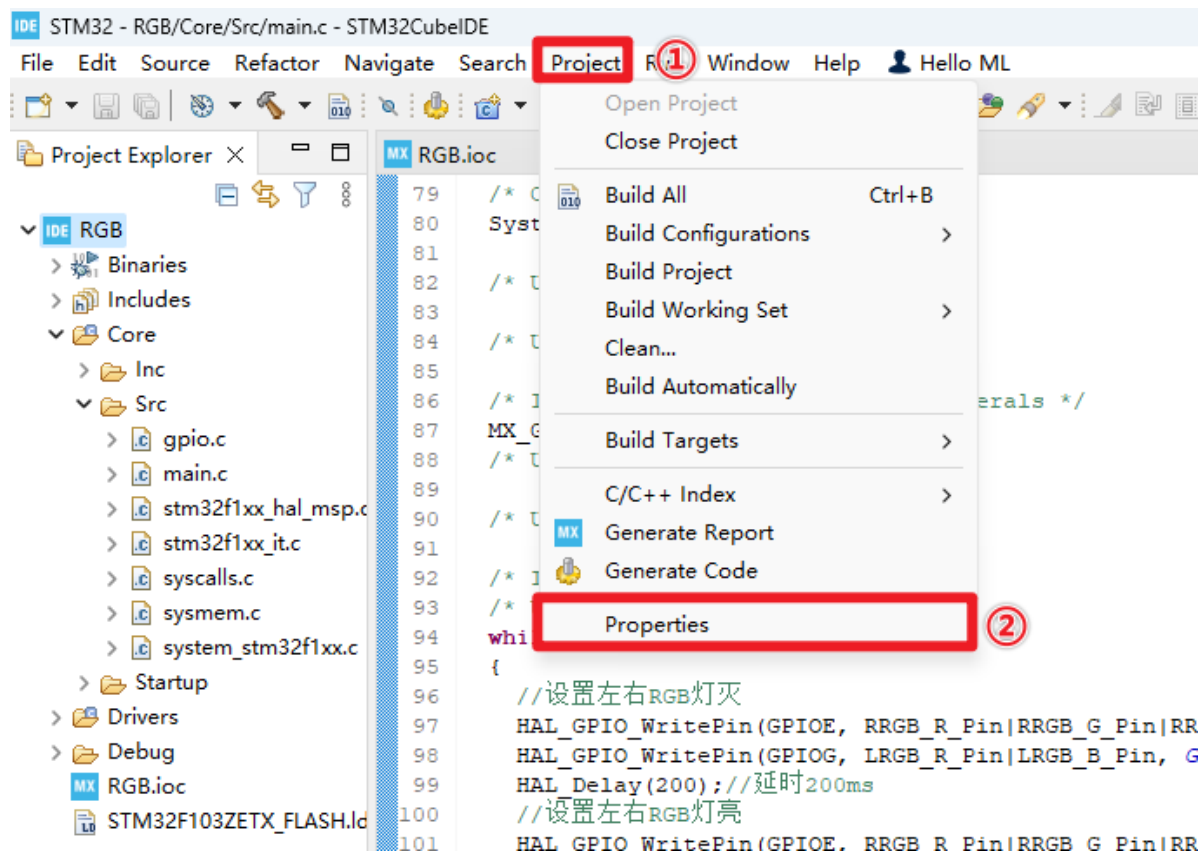 IDE STM32 - RGB/Core/Src/main.c - STM32CubeIDE
File Edit Source Refactor Navigate Search Project ① Window Help Hello ML
Open Project
Close Project
Build All Ctrl+B
Build Configurations
Build Project
Build Working Set
Clean...
Build Automatically
Build Targets
C/C++ Index
MX Generate Report
Generate Code
Properties ②
Project Explorer
IDE RGB
Binaries
Includes
Core
Inc
Src
gpio.c
main.c
stm32f1xx_hal_msp.c
stm32f1xx_it.c
syscalls.c
sysmem.c
system_stm32f1xx.c
Startup
Drivers
Debug
MX RGB.ioc
STM32F103ZETX_FLASH.ld
MX RGB.ioc
79 /* C
80 Syst
81
82 /* U
83
84 /* U
85
86 /* I erals */
87 MX_G
88 /* U
89
90 /* U
91
92 /* I
93 /*
94 whi
95 {
96 //设置左右RGB灯灭
97 HAL_GPIO_WritePin(GPIOE, RRGB_R_Pin|RRGB_G_Pin|RR
98 HAL_GPIO_WritePin(GPIOG, LRGB_R_Pin|LRGB_B_Pin, G
99 HAL_Delay(200);//延时200ms
100 //设置左右RGB灯亮
101 HAL_GPIO_WritePin(GPIOE, RRGB_R_Pin|RRGB_G_Pin|RR